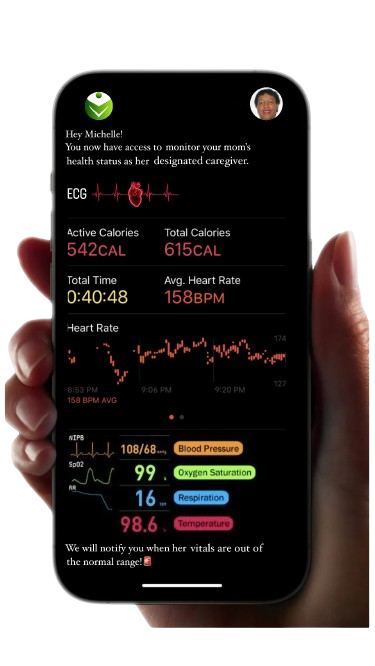 Hey Michelle!
You now have access to monitor your mom's
health status as her designated caregiver.
ECG
Active Calories Total Calories
542CAL 615CAL
Total Time Avg. Heart Rate
0:40:48 158BPM
Heart Rate
174
127
8:53 PM 9:06 PM 9:20 PM
158 BPM AVG
NIPB 108/68 Blood Pressure
SpO2 99 Oxygen Saturation
RR 16 Respiration
98.6 Temperature
We will notify you when her vitals are out of
the normal range!🚨